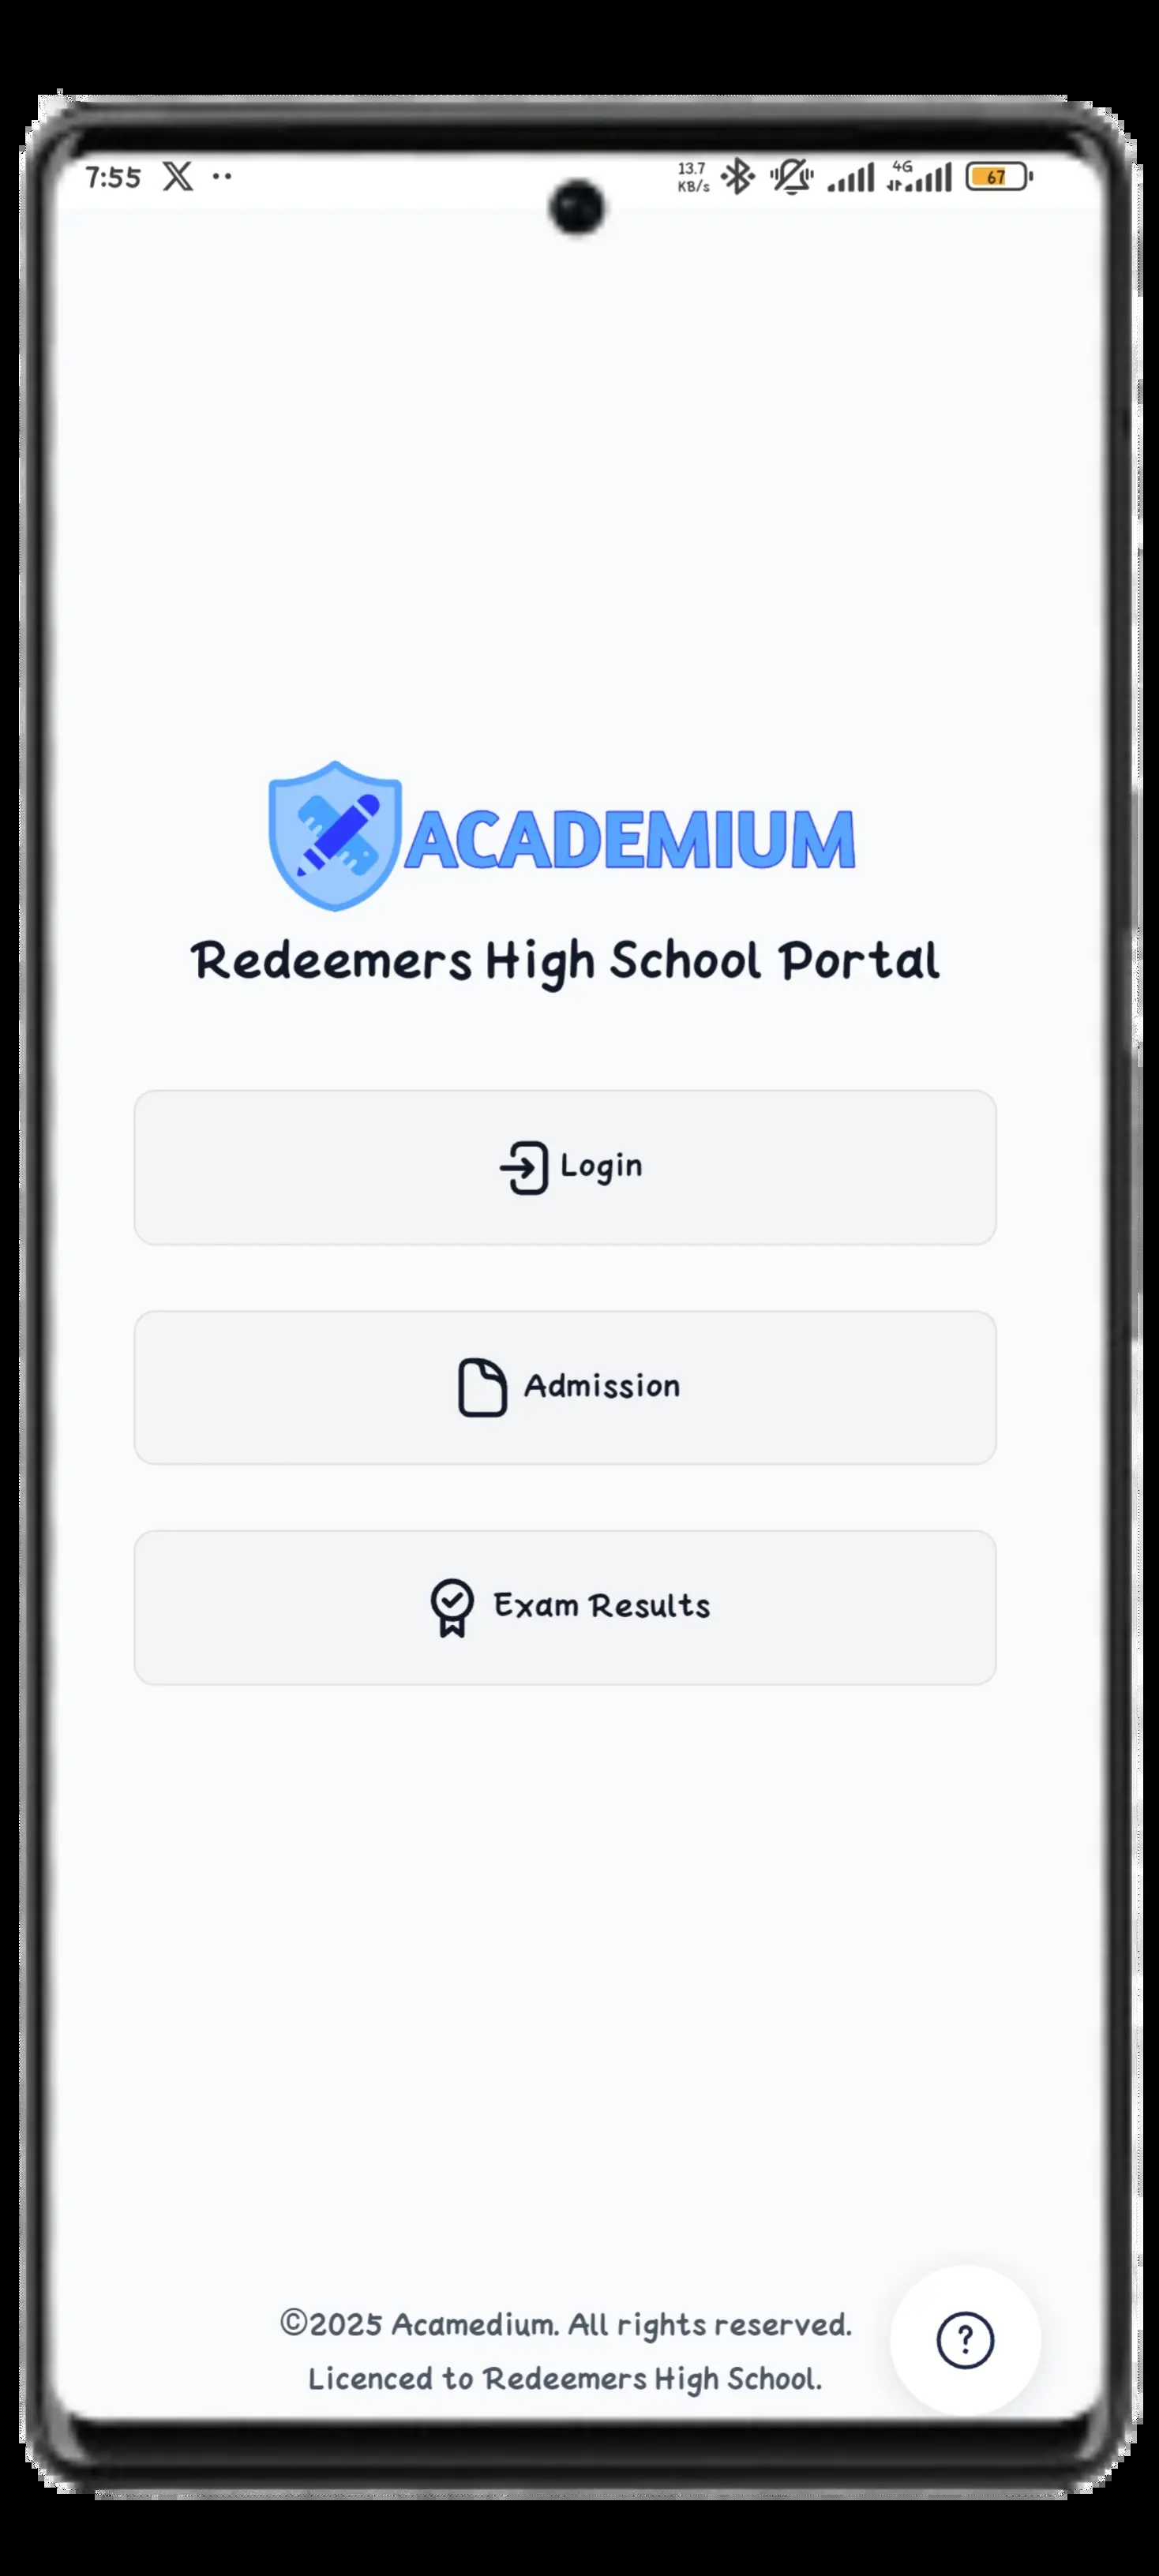 7:55
13.7
KB/s
4G
67
ACADEMIUM
Redeemers High School Portal
Login
Admission
Exam Results
©2025 Acamedium. All rights reserved.
Licenced to Redeemers High School.
?